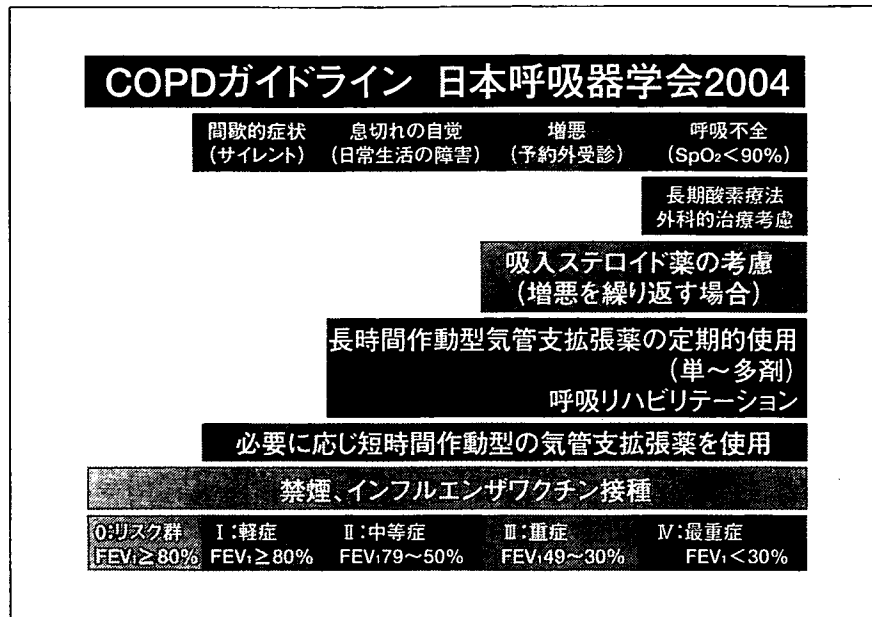 COPDガイドライン 日本呼吸器学会2004
間歇的症状
(サイレント)
息切れの自覚
(日常生活の障害)
増悪
(予約外受診)
呼吸不全
(SpO₂<90%)
長期酸素療法
外科的治療考慮
吸入ステロイド薬の考慮
(増悪を繰り返す場合)
長時間作動型気管支拡張薬の定期的使用
(単~多剤)
呼吸リハビリテーション
必要に応じ短時間作動型の気管支拡張薬を使用
禁煙、インフルエンザワクチン接種
0:リスク群
FEV₁≥80%
Ⅰ:軽症
FEV₁≥80%
Ⅱ:中等症
FEV₁79~50%
Ⅲ:重症
FEV₁49~30%
Ⅳ:最重症
FEV₁<30%